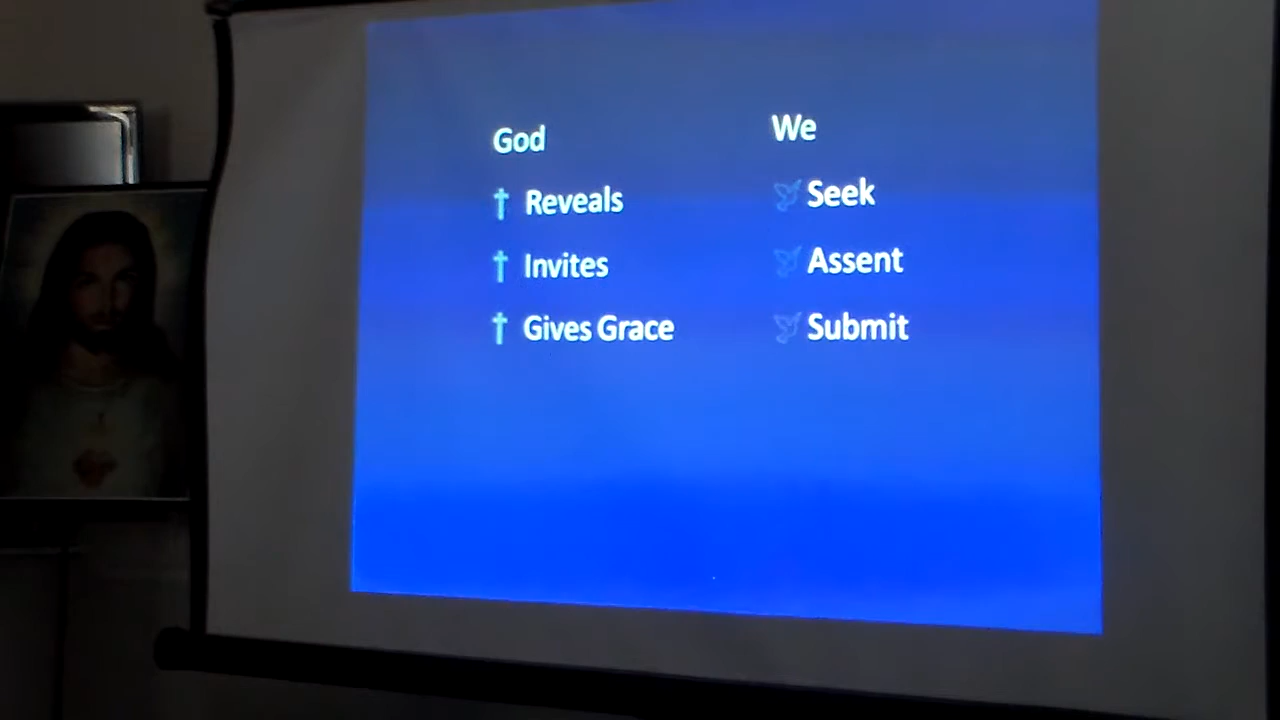 God
Reveals
Invites
Gives Grace
We
Seek
Assent
Submit